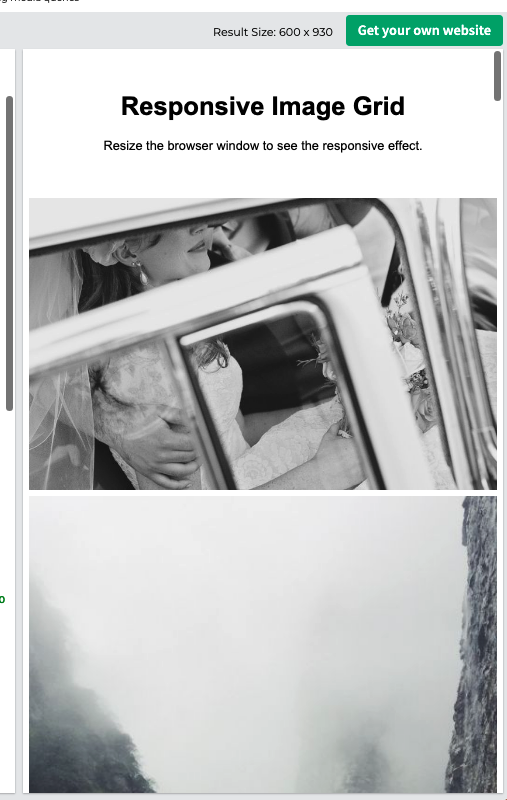 Result Size: 600 x 930
Get your own website
Responsive Image Grid
Resize the browser window to see the responsive effect.